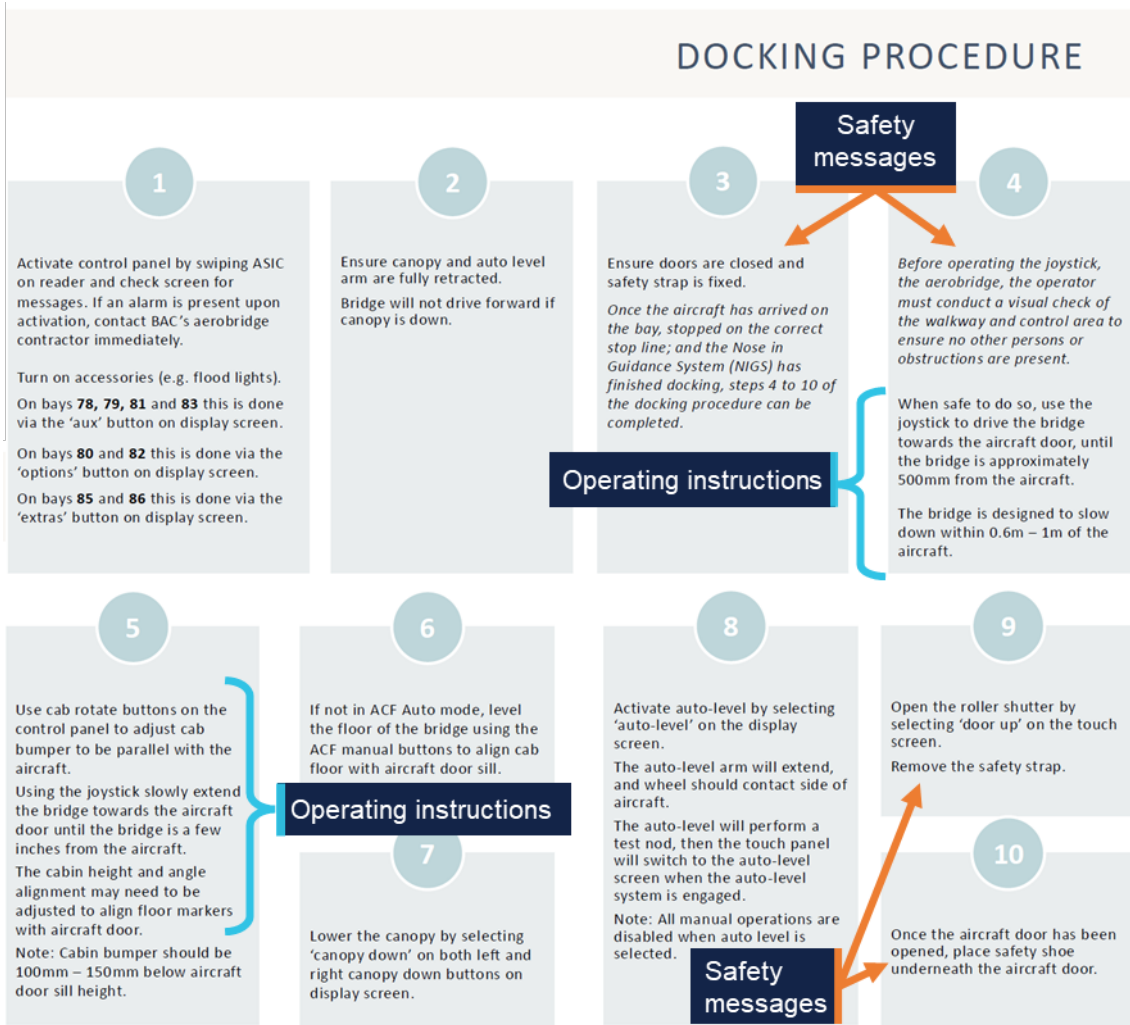 DOCKING PROCEDURE
Safety
messages
1
Activate control panel by swiping ASIC
on reader and check screen for
messages. If an alarm is present upon
activation, contact BAC's aerobridge
contractor immediately.
Turn on accessories (e.g. flood lights).
On bays 78, 79, 81 and 83 this is done
via the 'aux' button on display screen.
On bays 80 and 82 this is done via the
'options' button on display screen.
On bays 85 and 86 this is done via the
'extras' button on display screen.
2
Ensure canopy and auto level
arm are fully retracted.
Bridge will not drive forward if
canopy is down.
3
Ensure doors are closed and
safety strap is fixed.
Once the aircraft has arrived on
the bay, stopped on the correct
stop line; and the Nose in
Guidance System (NIGS) has
finished docking, steps 4 to 10 of
the docking procedure can be
completed.
Operating instructions
4
Before operating the joystick,
the aerobridge, the operator
must conduct a visual check of
the walkway and control area to
ensure no other persons or
obstructions are present.
When safe to do so, use the
joystick to drive the bridge
towards the aircraft door, until
the bridge is approximately
500mm from the aircraft.
The bridge is designed to slow
down within 0.6m – 1m of the
aircraft.
5
Use cab rotate buttons on the
control panel to adjust cab
bumper to be parallel with the
aircraft.
Using the joystick slowly extend
the bridge towards the aircraft
door until the bridge is a few
inches from the aircraft.
The cabin height and angle
alignment may need to be
adjusted to align floor markers
with aircraft door.
Note: Cabin bumper should be
100mm – 150mm below aircraft
door sill height.
6
If not in ACF Auto mode, level
the floor of the bridge using the
ACF manual buttons to align cab
floor with aircraft door sill.
Operating instructions
7
Lower the canopy by selecting
'canopy down' on both left and
right canopy down buttons on
display screen.
8
Activate auto-level by selecting
'auto-level' on the display
screen.
The auto-level arm will extend,
and wheel should contact side of
aircraft.
The auto-level will perform a
test nod, then the touch panel
will switch to the auto-level
screen when the auto-level
system is engaged.
Note: All manual operations are
disabled when auto level is
selected.
Safety
messages
9
Open the roller shutter by
selecting 'door up' on the touch
screen.
Remove the safety strap.
10
Once the aircraft door has been
opened, place safety shoe
underneath the aircraft door.